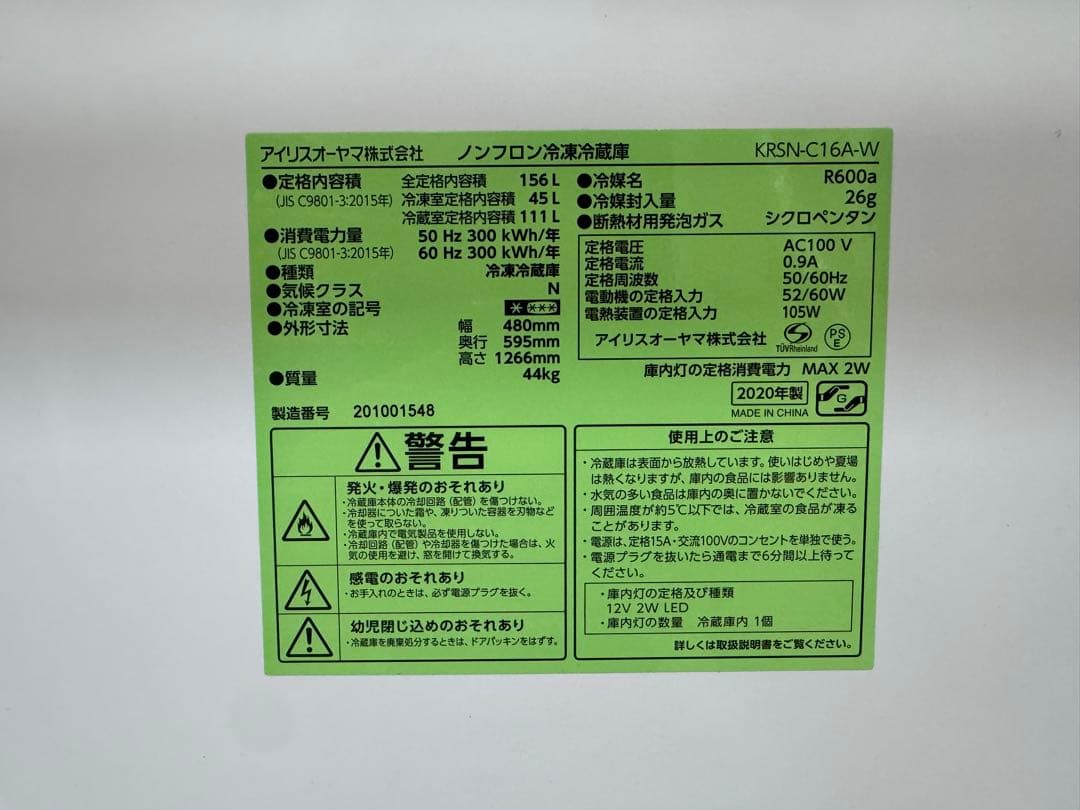 アイリスオーヤマ株式会社 ノンフロン冷凍冷蔵庫 KRSN-C16A-W
●定格内容積 全定格内容積 156 L
(JIS C9801-3:2015年) 冷凍室定格内容積 45 L
冷蔵室定格内容積 111 L
●消費電力量 50 Hz 300 kWh/年
(JIS C9801-3:2015年) 60 Hz 300 kWh/年
●種類 冷凍冷蔵庫
●気候クラス N
●冷凍室の記号
●外形寸法 幅 480mm
奥行 595mm
高さ 1266mm
●質量 44kg
製造番号 201001548
●冷媒名 R600a
●冷媒封入量 26g
●断熱材用発泡ガス シクロペンタン
定格電圧 AC100 V
定格電流 0.9A
定格周波数 50/60Hz
電動機の定格入力 52/60W
電熱装置の定格入力 105W
アイリスオーヤマ株式会社 TÜVRheinland PS E
庫内灯の定格消費電力 MAX 2W
2020年製 G
MADE IN CHINA
警告
発火・爆発のおそれあり
・冷蔵庫本体の冷却回路(配管)を傷つけない。
・冷却器についた霜や、凍りついた容器を刃物など
を使って取らない。
・冷蔵庫内で電気製品を使用しない。
・冷却回路(配管)や冷却器を傷つけた場合は、火
気の使用を避け、窓を開けて換気する。
感電のおそれあり
・お手入れのときは、必ず電源プラグを抜く。
幼児閉じ込めのおそれあり
・冷蔵庫を廃棄処分するときは、ドアパッキンをはずす。
使用上のご注意
・冷蔵庫は表面から放熱しています。使いはじめや夏場
は熱くなりますが、庫内の食品には影響ありません。
・水気の多い食品は庫内の奥に置かないでください。
・周囲温度が約5℃以下では、冷蔵室の食品が凍る
ことがあります。
・電源は、定格15A・交流100Vのコンセントを単独で使う。
・電源プラグを抜いたら通電まで6分間以上待って
ください。
・庫内灯の定格及び種類
12V 2W LED
・庫内灯の数量 冷蔵庫内 1個
詳しくは取扱説明書をご覧ください。